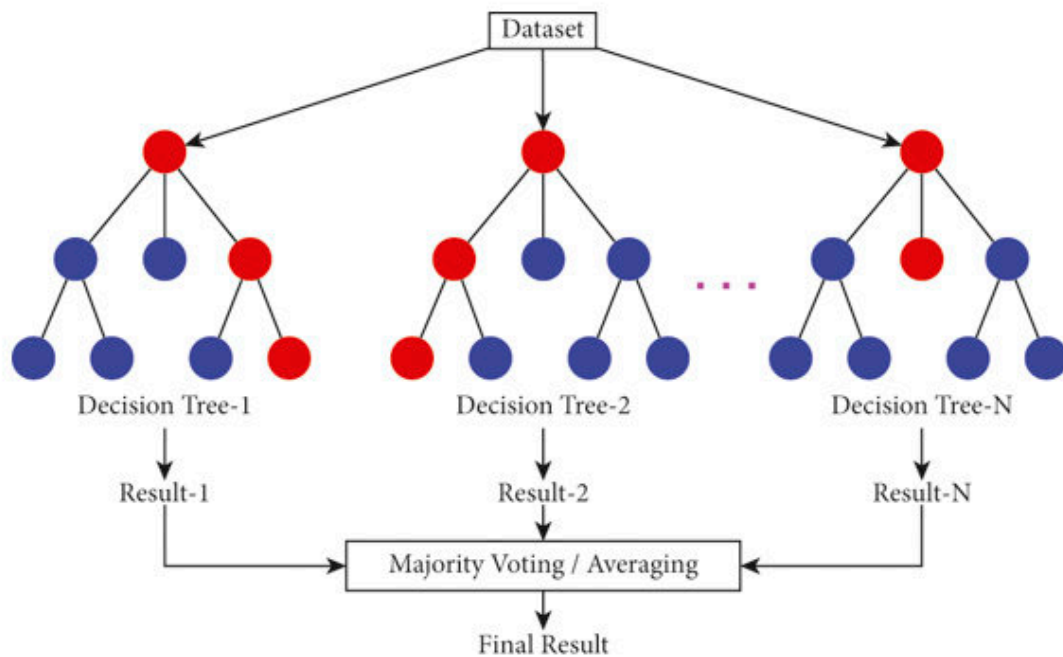 Dataset
Decision Tree-1
Decision Tree-2
Decision Tree-N
Result-1
Result-2
Result-N
Majority Voting / Averaging
Final Result